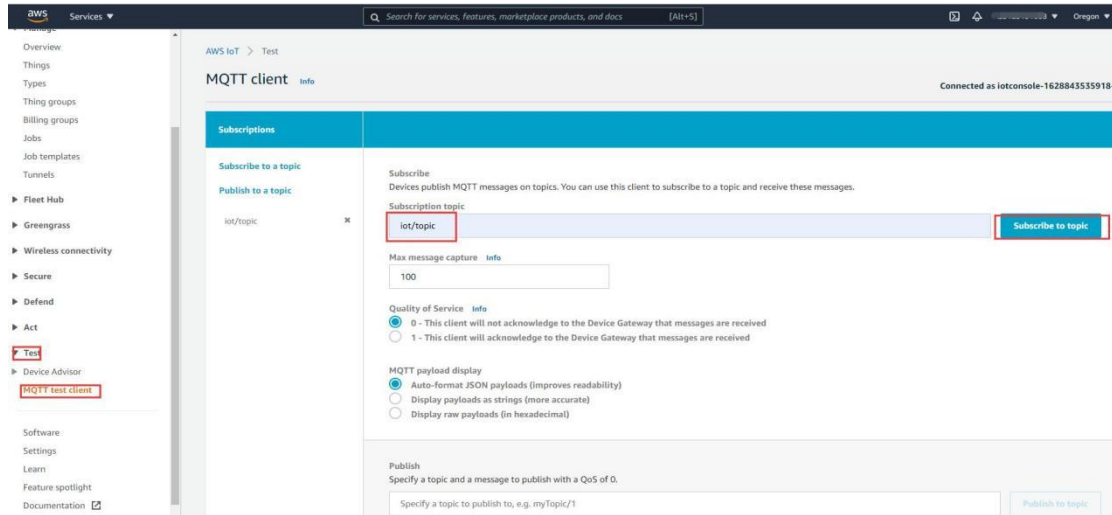 aws
Services ▼
Search for services, features, marketplace products, and docs
[Alt+S]
Oregon ▼
Manage
Overview
Things
Types
Thing groups
Billing groups
Jobs
Job templates
Tunnels
Fleet Hub
Greengrass
Wireless connectivity
Secure
Defend
Act
Test
Device Advisor
MQTT test client
Software
Settings
Learn
Feature spotlight
Documentation
AWS IoT > Test
MQTT client Info
Connected as iotconsole-1628843535918-
Subscriptions
Subscribe to a topic
Publish to a topic
iot/topic ✖
Subscribe
Devices publish MQTT messages on topics. You can use this client to subscribe to a topic and receive these messages.
Subscription topic
iot/topic
Subscribe to topic
Max message capture Info
100
Quality of Service Info
0 - This client will not acknowledge to the Device Gateway that messages are received
1 - This client will acknowledge to the Device Gateway that messages are received
MQTT payload display
Auto-format JSON payloads (improves readability)
Display payloads as strings (more accurate)
Display raw payloads (in hexadecimal)
Publish
Specify a topic and a message to publish with a QoS of 0.
Specify a topic to publish to, e.g. myTopic/1
Publish to topic